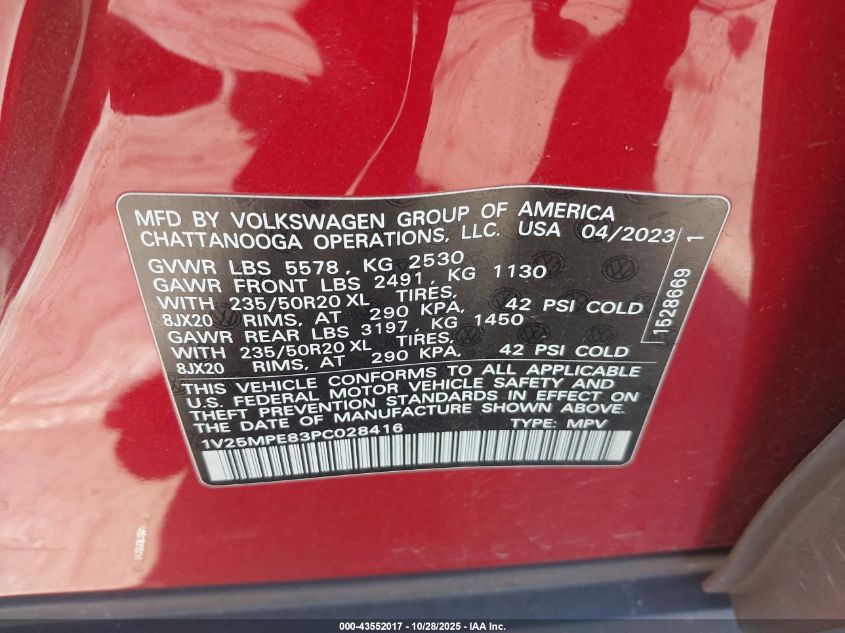 MFD BY VOLKSWAGEN GROUP OF AMERICA
CHATTANOOGA OPERATIONS, LLC. USA 04/2023
GVWR LBS 5578, KG 2530
GAWR FRONT LBS 2491, KG 1130
WITH 235/50R20 XL TIRES,
8JX20 RIMS, AT 290 KPA, 42 PSI COLD
GAWR REAR LBS 3197, KG 1450
WITH 235/50R20 XL TIRES,
8JX20 RIMS, AT 290 KPA, 42 PSI COLD
THIS VEHICLE CONFORMS TO ALL APPLICABLE
U.S. FEDERAL MOTOR VEHICLE SAFETY AND
THEFT PREVENTION STANDARDS IN EFFECT ON
THE DATE OF MANUFACTURE SHOWN ABOVE.
1V25MPE83PC028416 TYPE: MPV
1528669 1
000-43552017 - 10/28/2025 - IAA Inc.